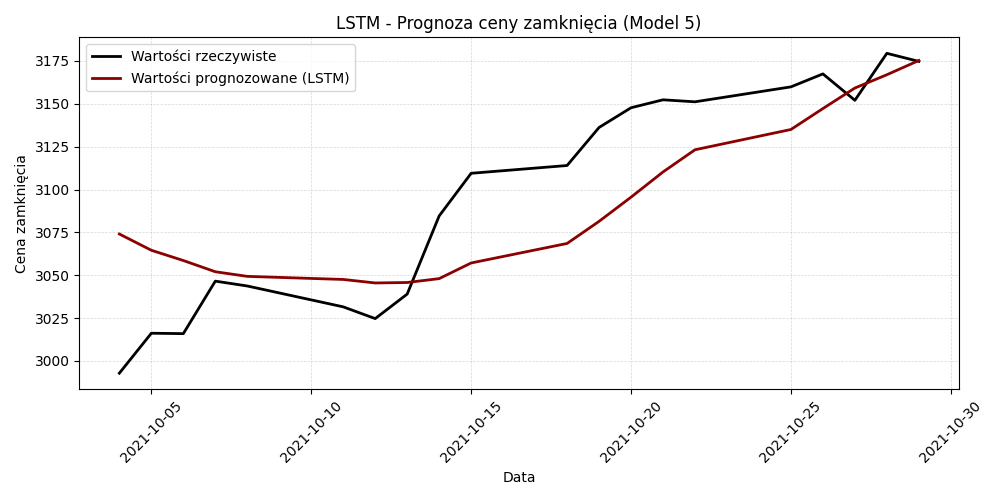 LSTM - Prognoza ceny zamknięcia (Model 5)
Wartości rzeczywiste
Wartości prognozowane (LSTM)
Cena zamknięcia
3175
3150
3125
3100
3075
3050
3025
3000
2021-10-05
2021-10-10
2021-10-15
2021-10-20
2021-10-25
2021-10-30
Data